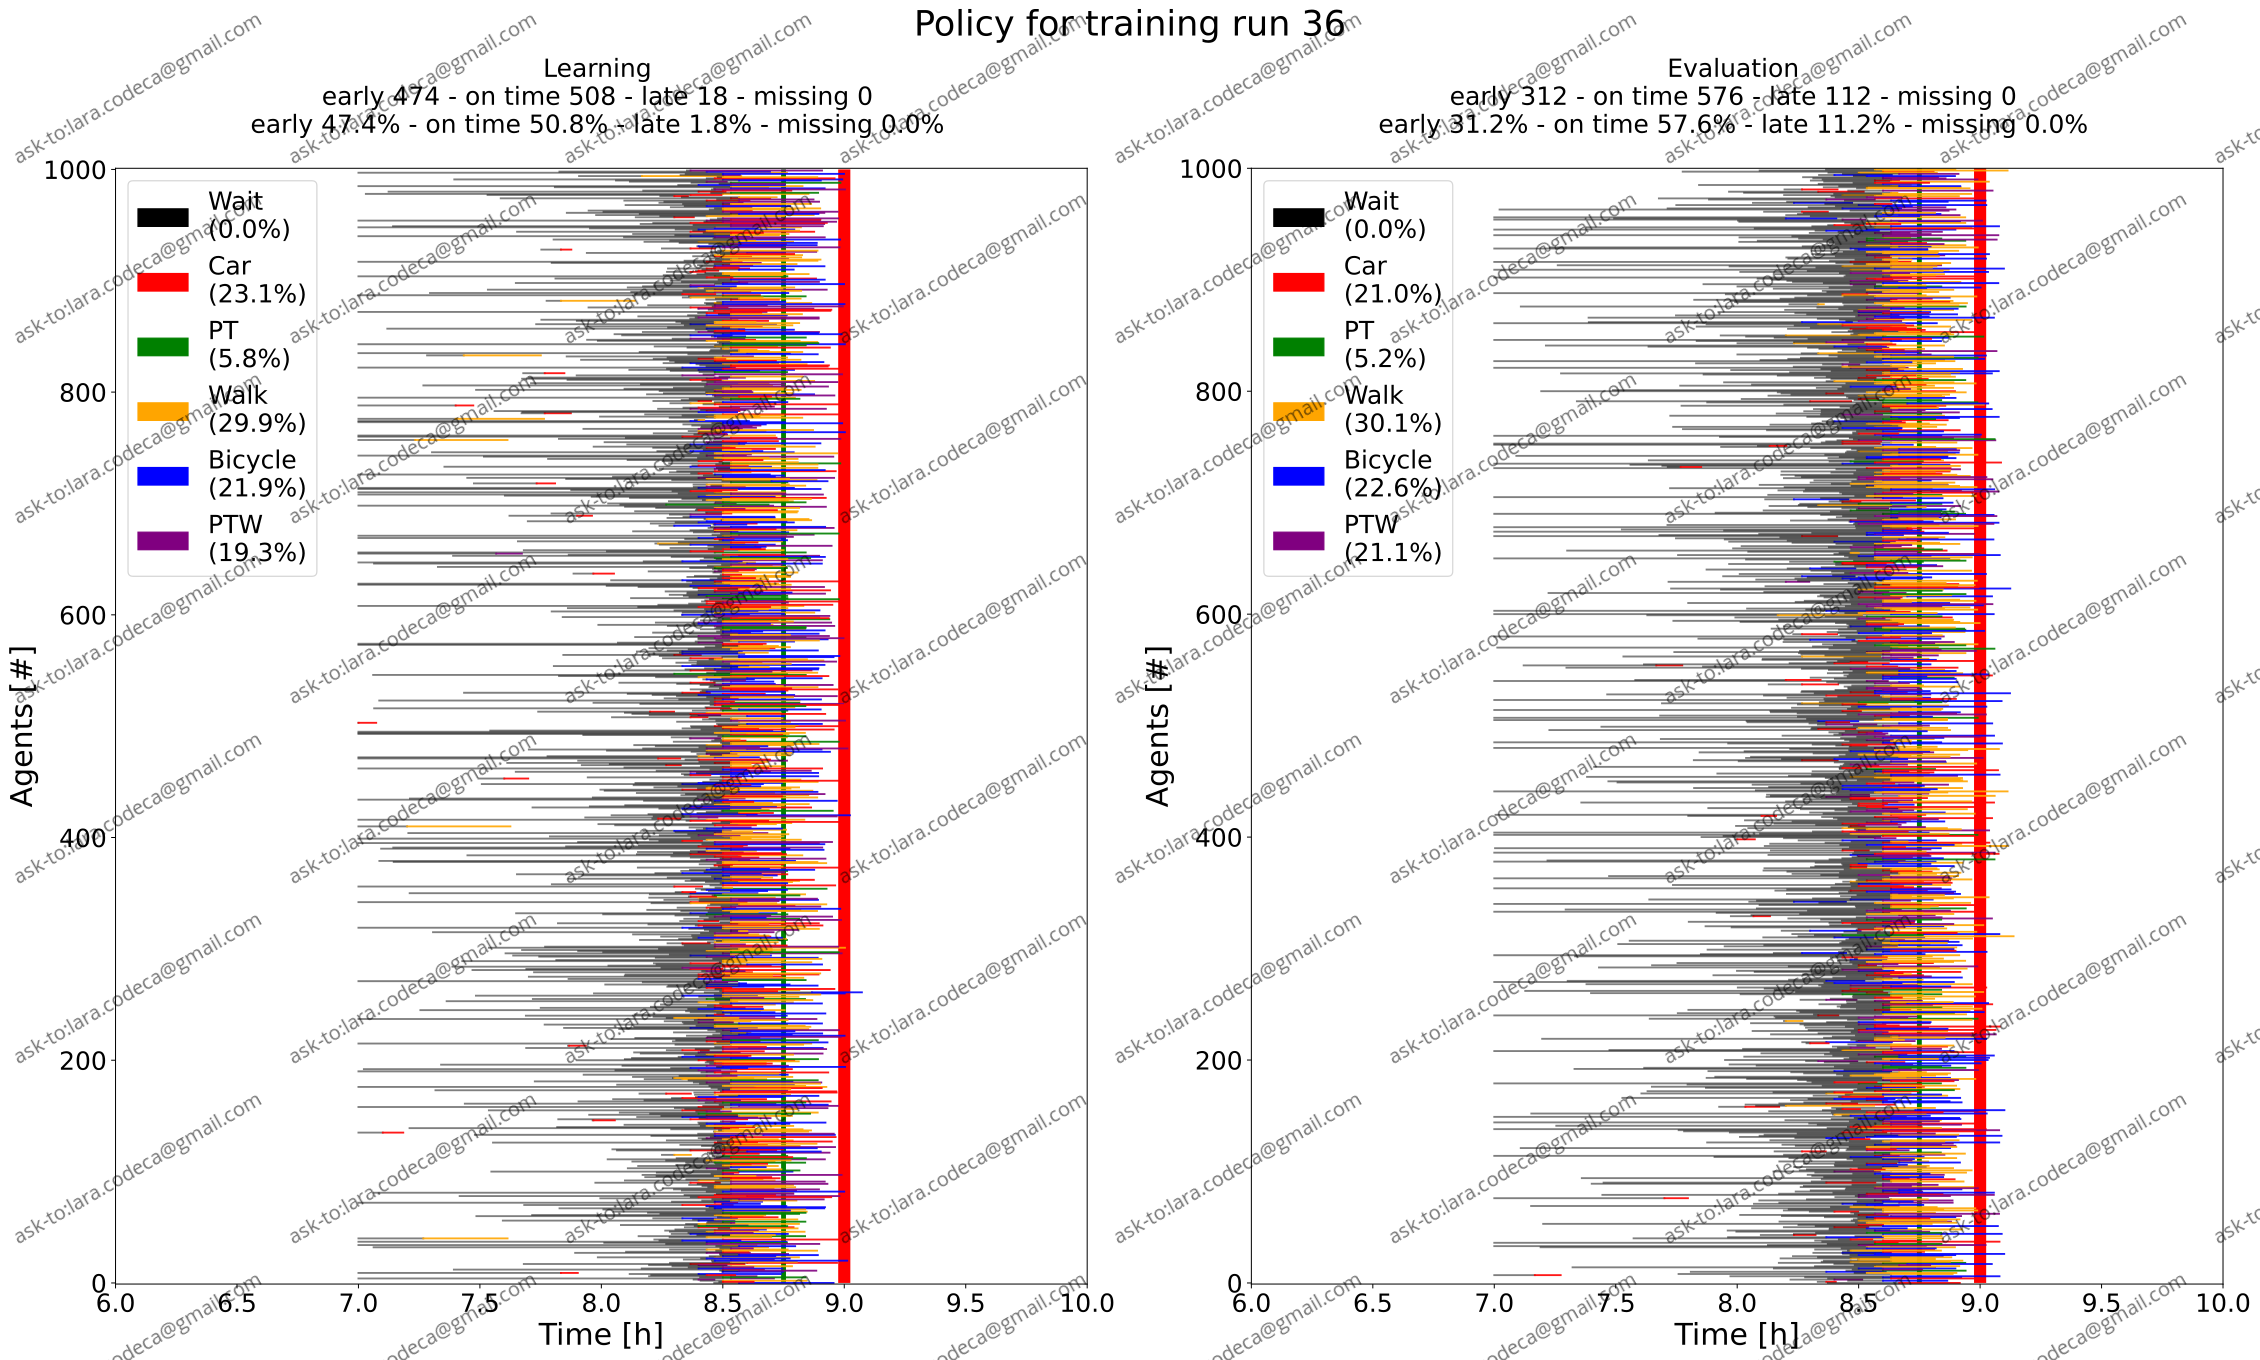 Policy for training run 36
Learning
early 474 - on time 508 - late 18 - missing 0
early 47.4% - on time 50.8% - late 1.8% - missing 0.0%
1000
800
600
400
200
0
Agents [#]
Wait
(0.0%)
Car
(23.1%)
PT
(5.8%)
Walk
(29.9%)
Bicycle
(21.9%)
PTW
(19.3%)
6.0 6.5 7.0 7.5 8.0 8.5 9.0 9.5 10.0
Time [h]
Evaluation
early 312 - on time 576 - late 112 - missing 0
early 31.2% - on time 57.6% - late 11.2% - missing 0.0%
1000
800
600
400
200
0
Agents [#]
Wait
(0.0%)
Car
(21.0%)
PT
(5.2%)
Walk
(30.1%)
Bicycle
(22.6%)
PTW
(21.1%)
6.0 6.5 7.0 7.5 8.0 8.5 9.0 9.5 10.0
Time [h]
ask-to:lara.codeca@gmail.com